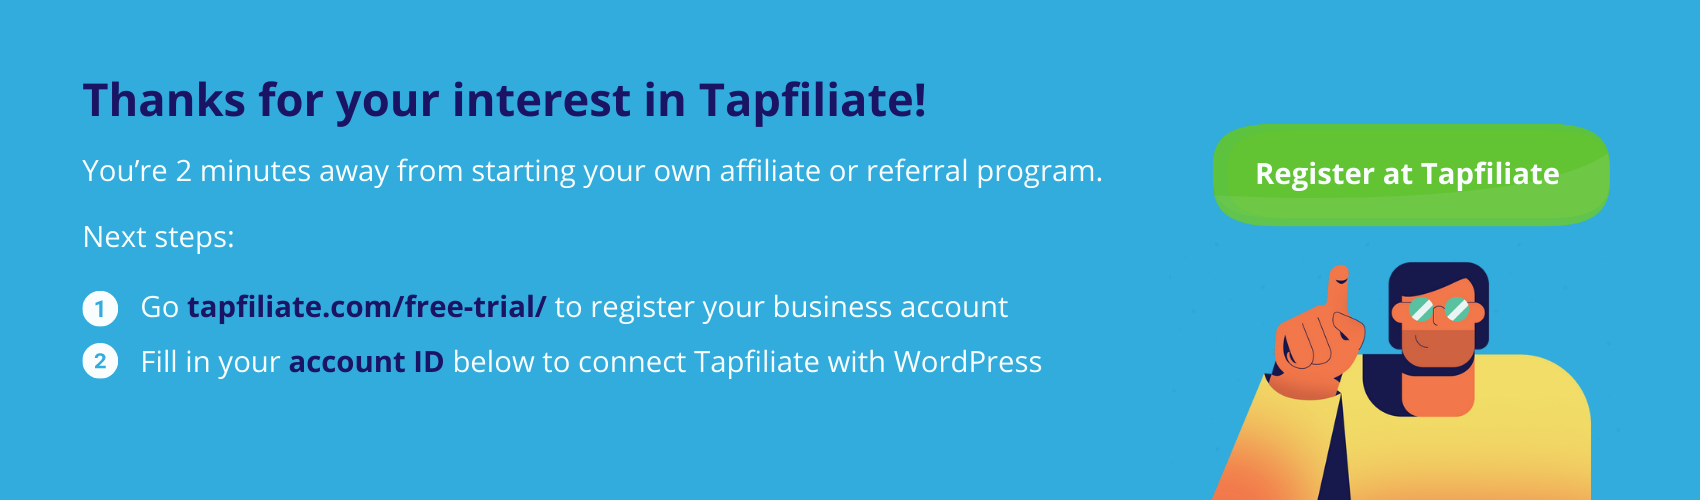 Thanks for your interest in Tapfiliate!
You’re 2 minutes away from starting your own affiliate or referral program.
Next steps:
1 Go tapfiliate.com/free-trial/ to register your business account
2 Fill in your account ID below to connect Tapfiliate with WordPress
Register at Tapfiliate